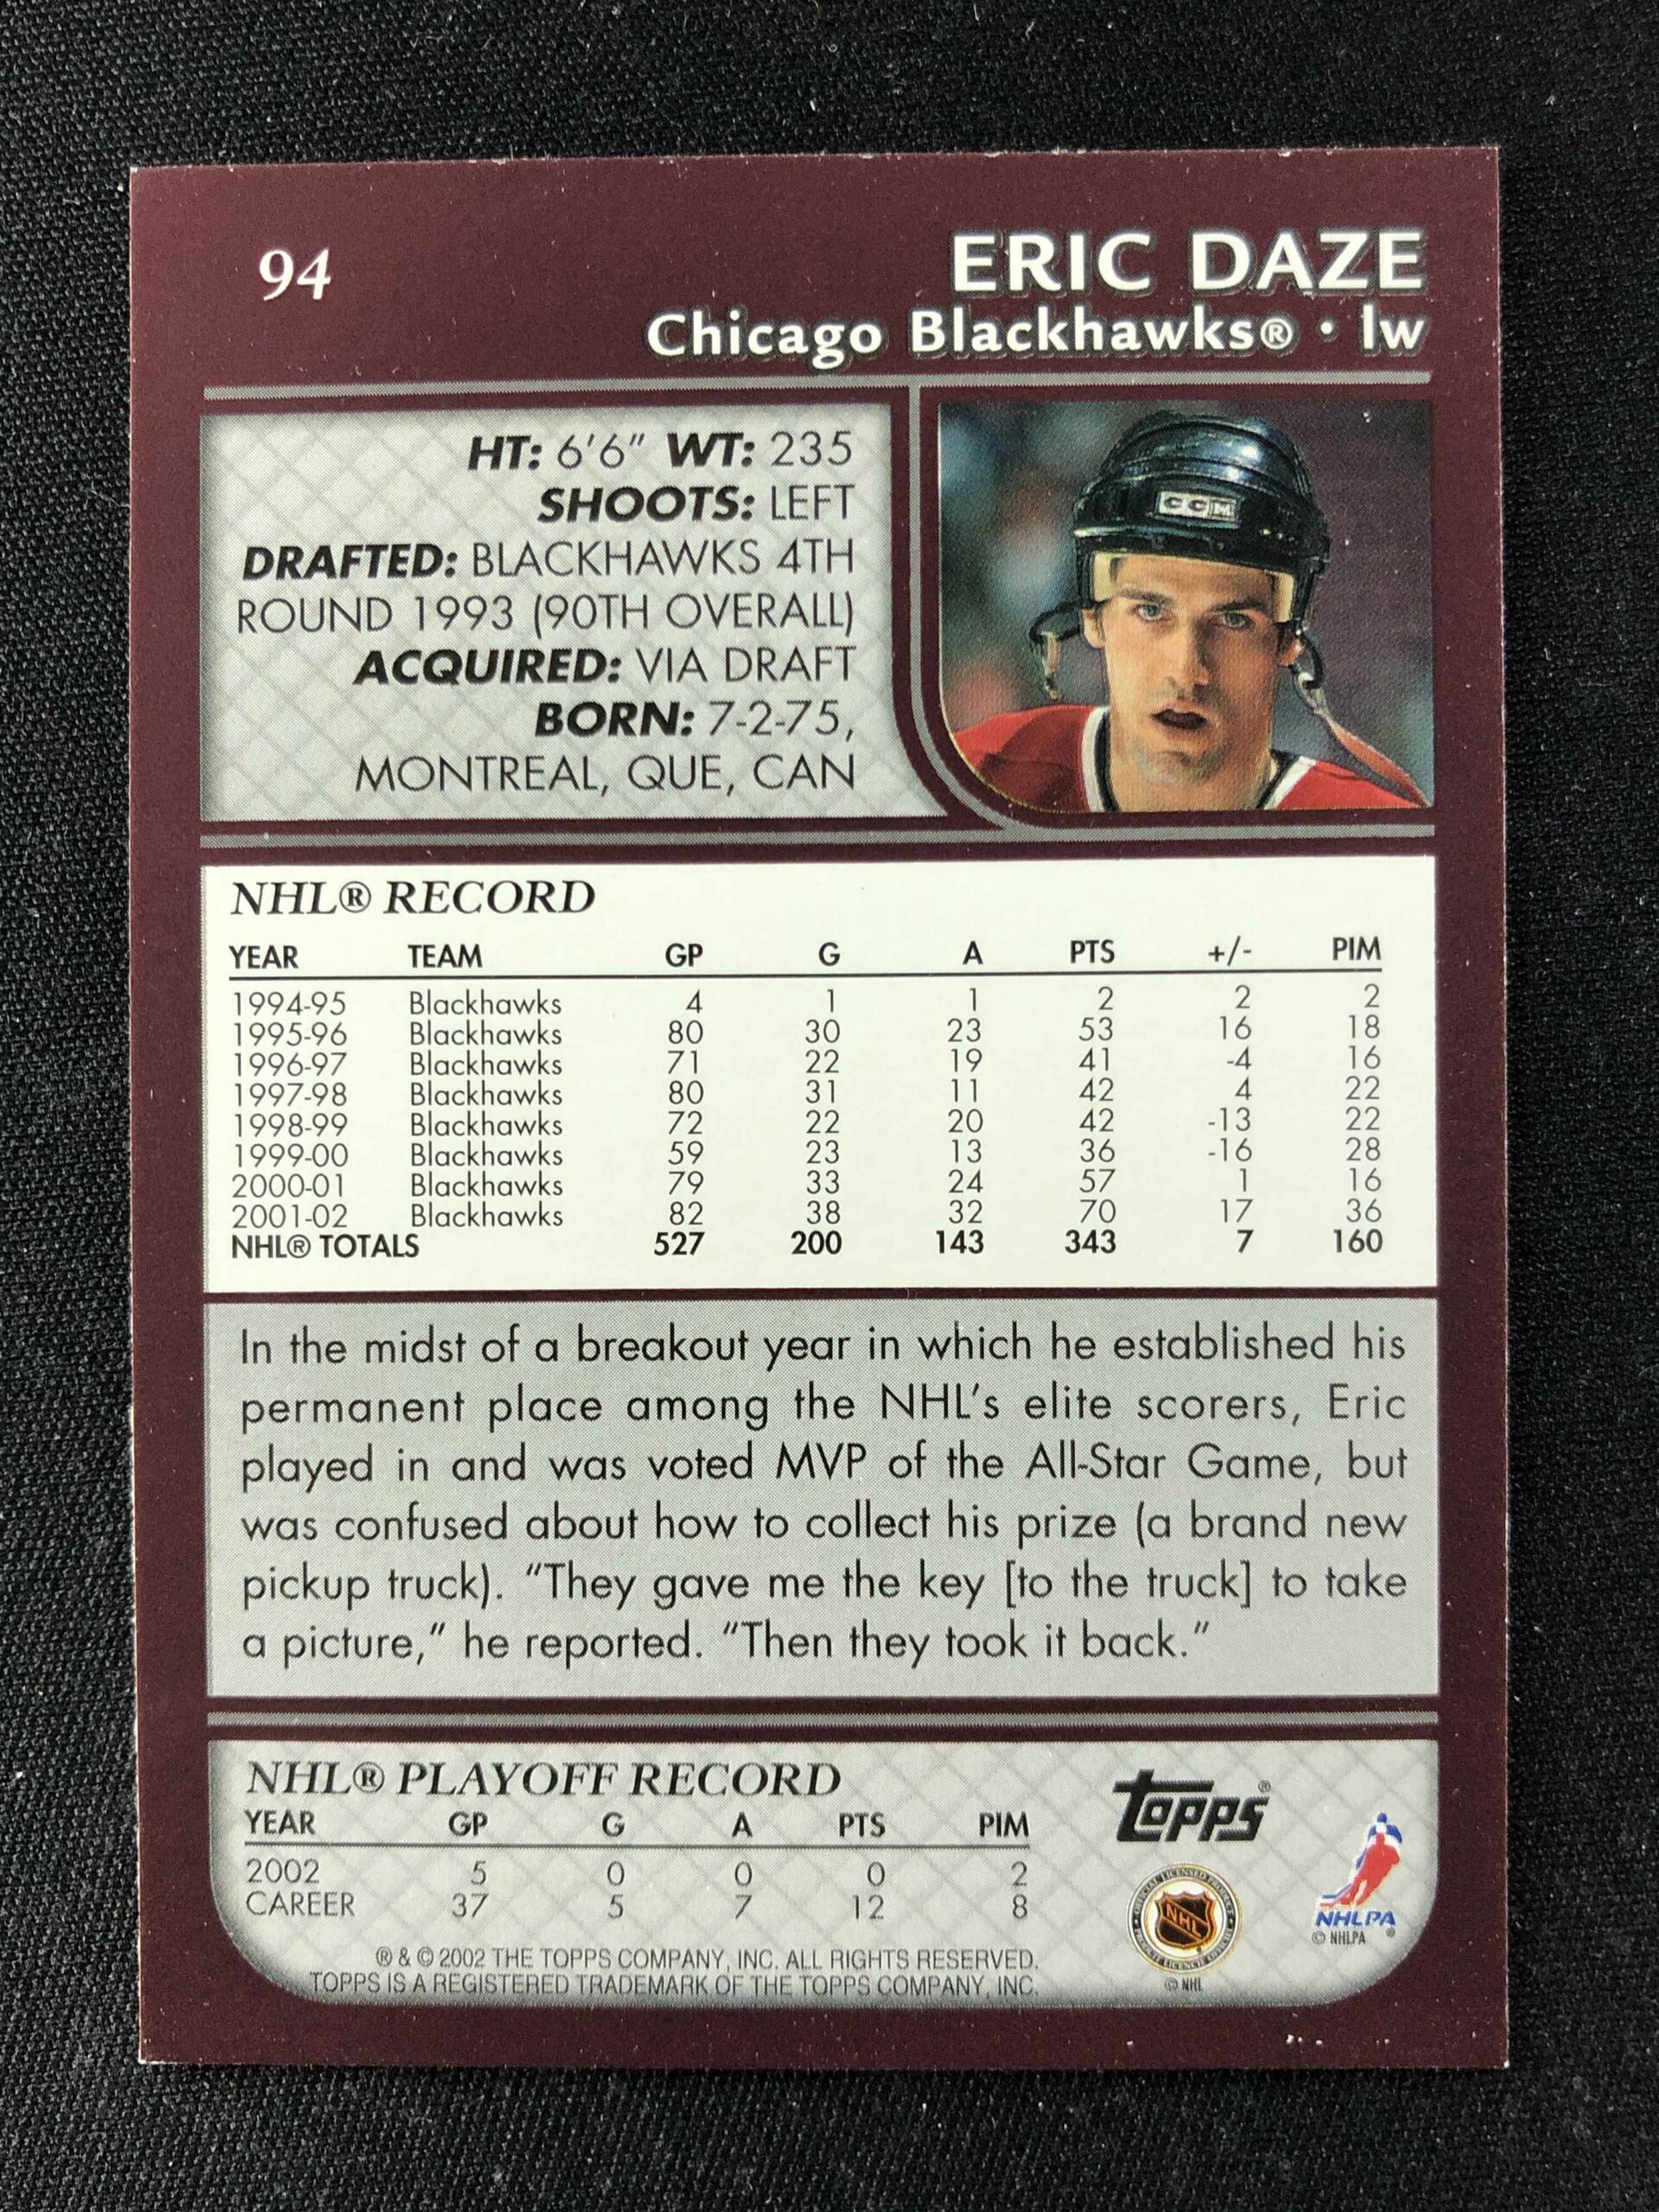 94
ERIC DAZE
Chicago Blackhawks® • lw
HT: 6'6" WT: 235
SHOOTS: LEFT
DRAFTED: BLACKHAWKS 4TH
ROUND 1993 (90TH OVERALL)
ACQUIRED: VIA DRAFT
BORN: 7-2-75,
MONTREAL, QUE, CAN
CCM
NHL® RECORD
YEAR TEAM GP G A PTS +/- PIM
1994-95 Blackhawks 4 1 1 2 2 2
1995-96 Blackhawks 80 30 23 53 16 18
1996-97 Blackhawks 71 22 19 41 -4 16
1997-98 Blackhawks 80 31 11 42 4 22
1998-99 Blackhawks 72 22 20 42 -13 22
1999-00 Blackhawks 59 23 13 36 -16 28
2000-01 Blackhawks 79 33 24 57 1 16
2001-02 Blackhawks 82 38 32 70 17 36
NHL® TOTALS 527 200 143 343 7 160
In the midst of a breakout year in which he established his
permanent place among the NHL's elite scorers, Eric
played in and was voted MVP of the All-Star Game, but
was confused about how to collect his prize (a brand new
pickup truck). "They gave me the key [to the truck] to take
a picture," he reported. "Then they took it back."
NHL® PLAYOFF RECORD
YEAR GP G A PTS PIM
2002 5 0 0 0 2
CAREER 37 5 7 12 8
® & © 2002 THE TOPPS COMPANY, INC. ALL RIGHTS RESERVED.
TOPPS IS A REGISTERED TRADEMARK OF THE TOPPS COMPANY, INC.
Topps®
NHL
© NHL
NHLPA®
© NHLPA